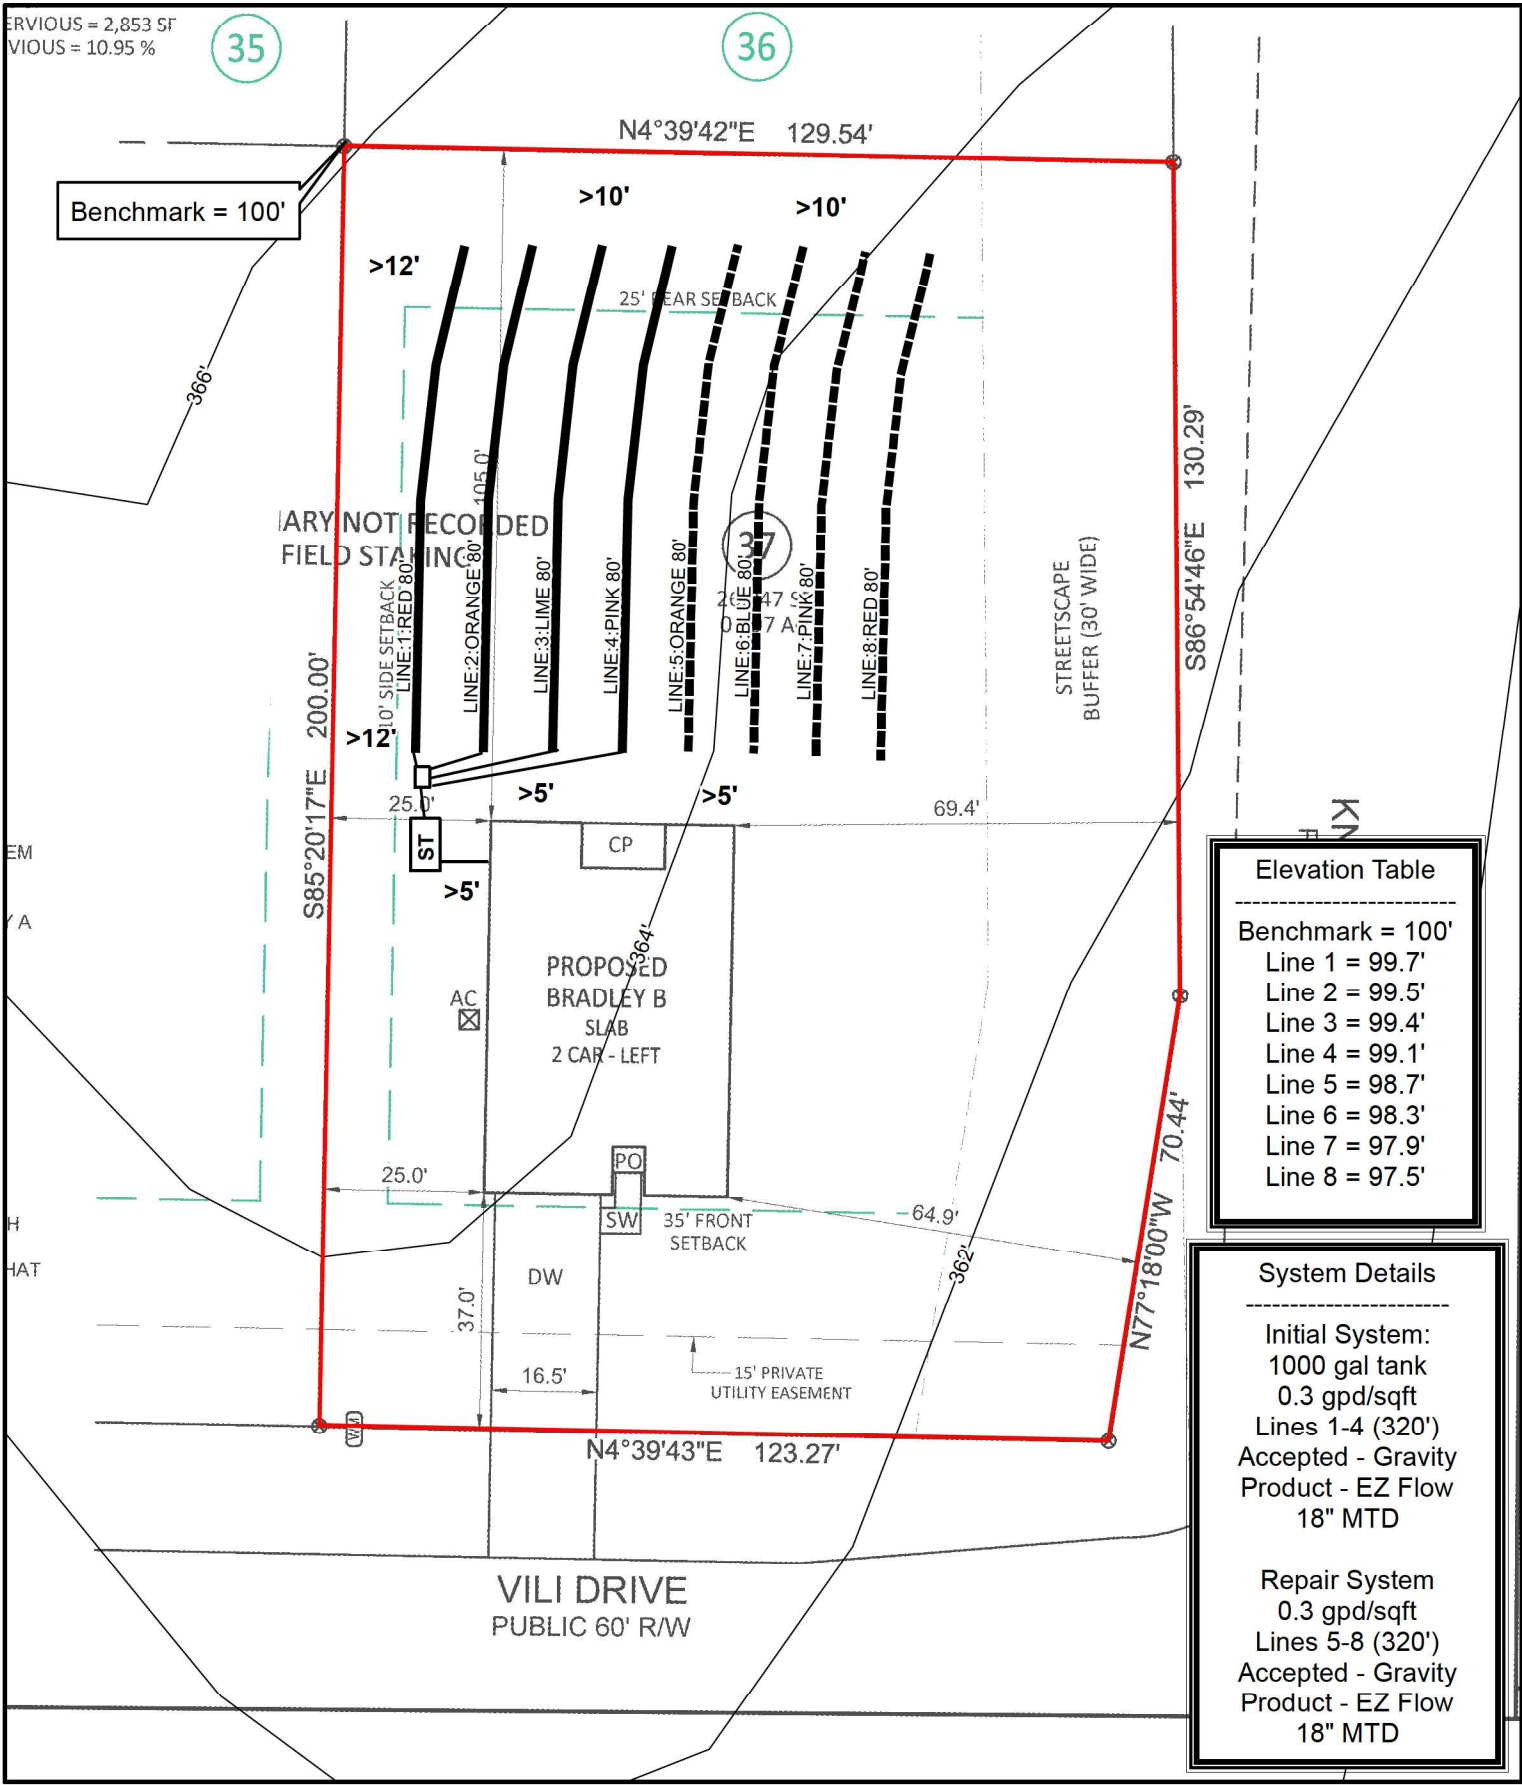 ERVIOUS = 2,853 SF
VIOUS = 10.95 %
35
36
N4°39'42"E 129.54'
Benchmark = 100'
>10'
>10'
>12'
25' REAR SETBACK
366'
105.0'
IARY NOT RECORDED
FIELD STAKING
37
10' SIDE SETBACK
LINE:1:RED 80'
LINE:2:ORANGE 80'
LINE:3:LIME 80'
LINE:4:PINK 80'
LINE:5:ORANGE 80'
LINE:6:BLUE 80'
LINE:7:PINK 80'
LINE:8:RED 80'
STREETSCAPE
BUFFER (30' WIDE)
S86°54'46"E 130.29'
S85°20'17"E 200.00'
>12'
>5'
>5'
25.0'
69.4'
ST
CP
>5'
EM
Y A
364'
PROPOSED
BRADLEY B
SLAB
2 CAR - LEFT
AC
25.0'
PO
SW
35' FRONT
SETBACK
64.9'
H
HAT
DW
37.0'
362'
N77°18'00"W 70.44'
16.5'
15' PRIVATE
UTILITY EASEMENT
WM
N4°39'43"E 123.27'
VILI DRIVE
PUBLIC 60' R/W
Elevation Table
-------------------------
Benchmark = 100'
Line 1 = 99.7'
Line 2 = 99.5'
Line 3 = 99.4'
Line 4 = 99.1'
Line 5 = 98.7'
Line 6 = 98.3'
Line 7 = 97.9'
Line 8 = 97.5'
System Details
-----------------------
Initial System:
1000 gal tank
0.3 gpd/sqft
Lines 1-4 (320')
Accepted - Gravity
Product - EZ Flow
18" MTD
Repair System
0.3 gpd/sqft
Lines 5-8 (320')
Accepted - Gravity
Product - EZ Flow
18" MTD